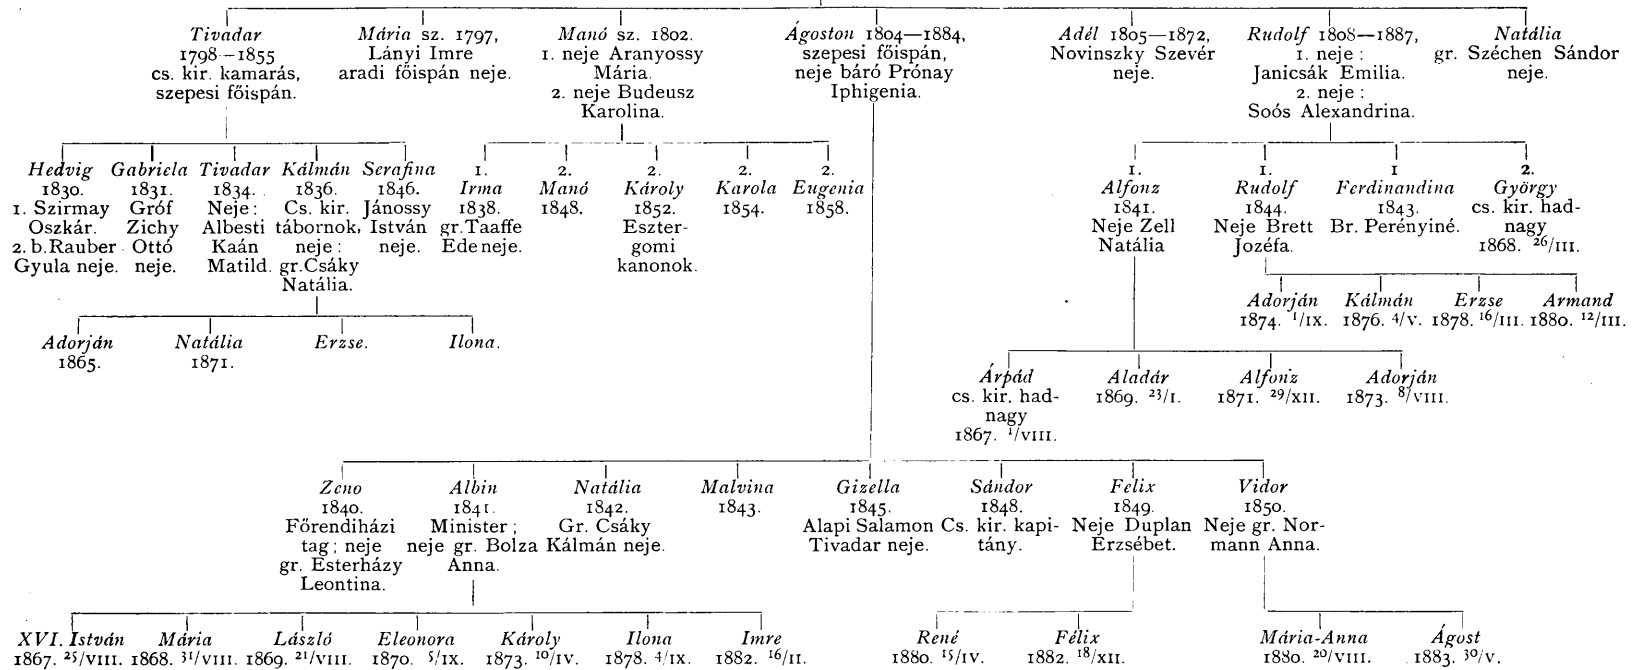 Tivadar
1798—1855
cs. kir. kamarás,
szepesi főispán.
Mária sz. 1797,
Lányi Imre
aradi főispán neje.
Manó sz. 1802.
1. neje Aranyossy
Mária.
2. neje Budeusz
Karolina.
Ágoston 1804—1884,
szepesi főispán,
neje báró Prónay
Iphigenia.
Adél 1805—1872,
Novinszky Szevér
neje.
Rudolf 1808—1887,
1. neje :
Janicsák Emilia.
2. neje :
Soós Alexandrina.
Natália
gr. Széchen Sándor
neje.
Hedvig
1830.
1. Szirmay
Oszkár.
2. b. Rauber
Gyula neje.
Gabriela
1831.
Gróf
Zichy
Ottó
neje.
Tivadar
1834.
Neje :
Albesti
Kaán
Matild.
Kálmán
1836.
Cs. kir.
tábornok,
neje :
gr. Csáky
Natália.
Serafina
1846.
Jánossy
István
neje.
1.
Irma
1838.
gr. Taaffe
Ede neje.
2.
Manó
1848.
2.
Károly
1852.
Eszter-
gomi
kanonok.
2.
Karola
1854.
2.
Eugenia
1858.
1.
Alfonz
1841.
Neje Zell
Natália
1.
Rudolf
1844.
Neje Brett
Jozéfa.
1
Ferdinandina
1843.
Br. Perényiné.
2.
György
cs. kir. had-
nagy
1868. 26/III.
Adorján
1865.
Natália
1871.
Erzse.
Ilona.
Adorján
1874. 1/IX.
Kálmán
1876. 4/V.
Erzse
1878. 16/III.
Armand
1880. 12/III.
Árpád
cs. kir. had-
nagy
1867. 1/VIII.
Aladár
1869. 23/I.
Alfonz
1871. 29/XII.
Adorján
1873. 8/VIII.
Zeno
1840.
Főrendiházi
tag ; neje
gr. Esterházy
Leontina.
Albin
1841.
Minister ;
neje gr. Bolza
Anna.
Natália
1842.
Gr. Csáky
Kálmán neje.
Malvina
1843.
Gizella
1845.
Alapi Salamon
Tivadar neje.
Sándor
1848.
Cs. kir. kapi-
tány.
Felix
1849.
Neje Duplan
Erzsébet.
Vidor
1850.
Neje gr. Nor-
mann Anna.
XVI. István
1867. 25/VIII.
Mária
1868. 31/VIII.
László
1869. 21/VIII.
Eleonora
1870. 5/IX.
Károly
1873. 10/IV.
Ilona
1878. 4/IX.
Imre
1882. 16/II.
René
1880. 15/IV.
Félix
1882. 18/XII.
Mária-Anna
1880. 20/VIII.
Ágost
1883. 30/V.